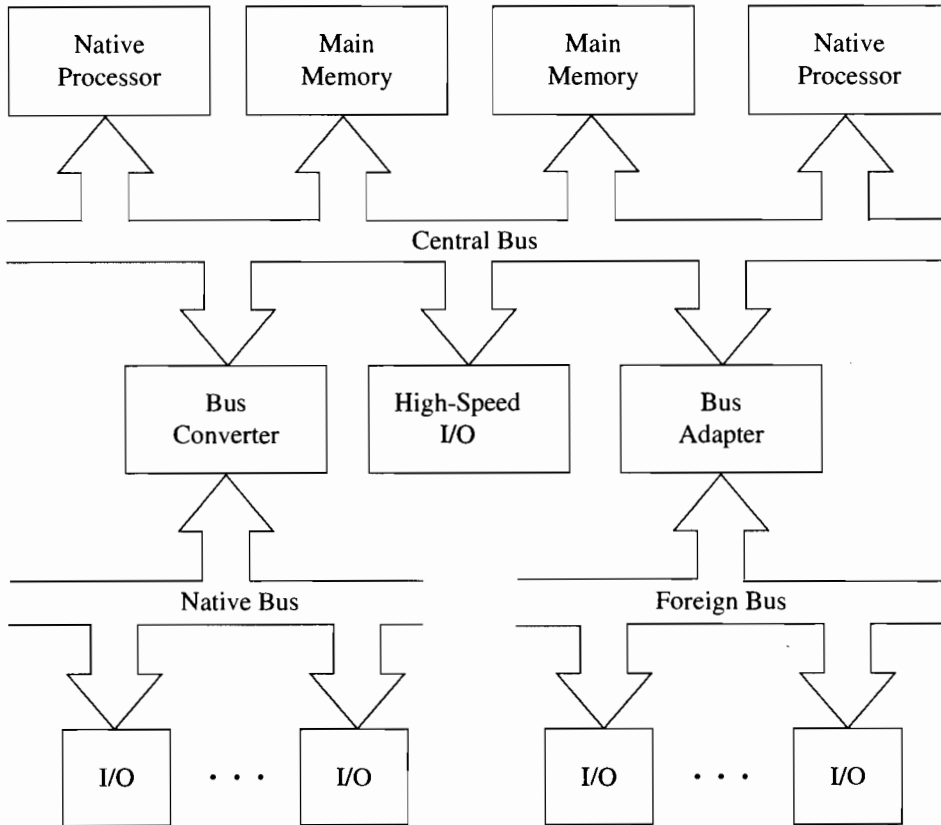 Native
Processor
Main
Memory
Main
Memory
Native
Processor
Central Bus
Bus
Converter
High-Speed
I/O
Bus
Adapter
Native Bus
Foreign Bus
I/O
· · ·
I/O
I/O
· · ·
I/O